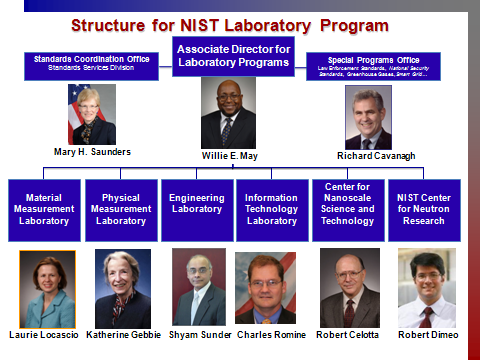 Structure for NIST Laboratory Program
Standards Coordination Office
Standards Services Division
Associate Director for
Laboratory Programs
Special Programs Office
Law Enforcement Standards, National Security
Standards, Greenhouse Gases, Smart Grid...
Mary H. Saunders
Willie E. May
Richard Cavanagh
Material
Measurement
Laboratory
Physical
Measurement
Laboratory
Engineering
Laboratory
Information
Technology
Laboratory
Center for
Nanoscale
Science and
Technology
NIST Center
for Neutron
Research
Laurie Locascio
Katherine Gebbie
Shyam Sunder
Charles Romine
Robert Celotta
Robert Dimeo